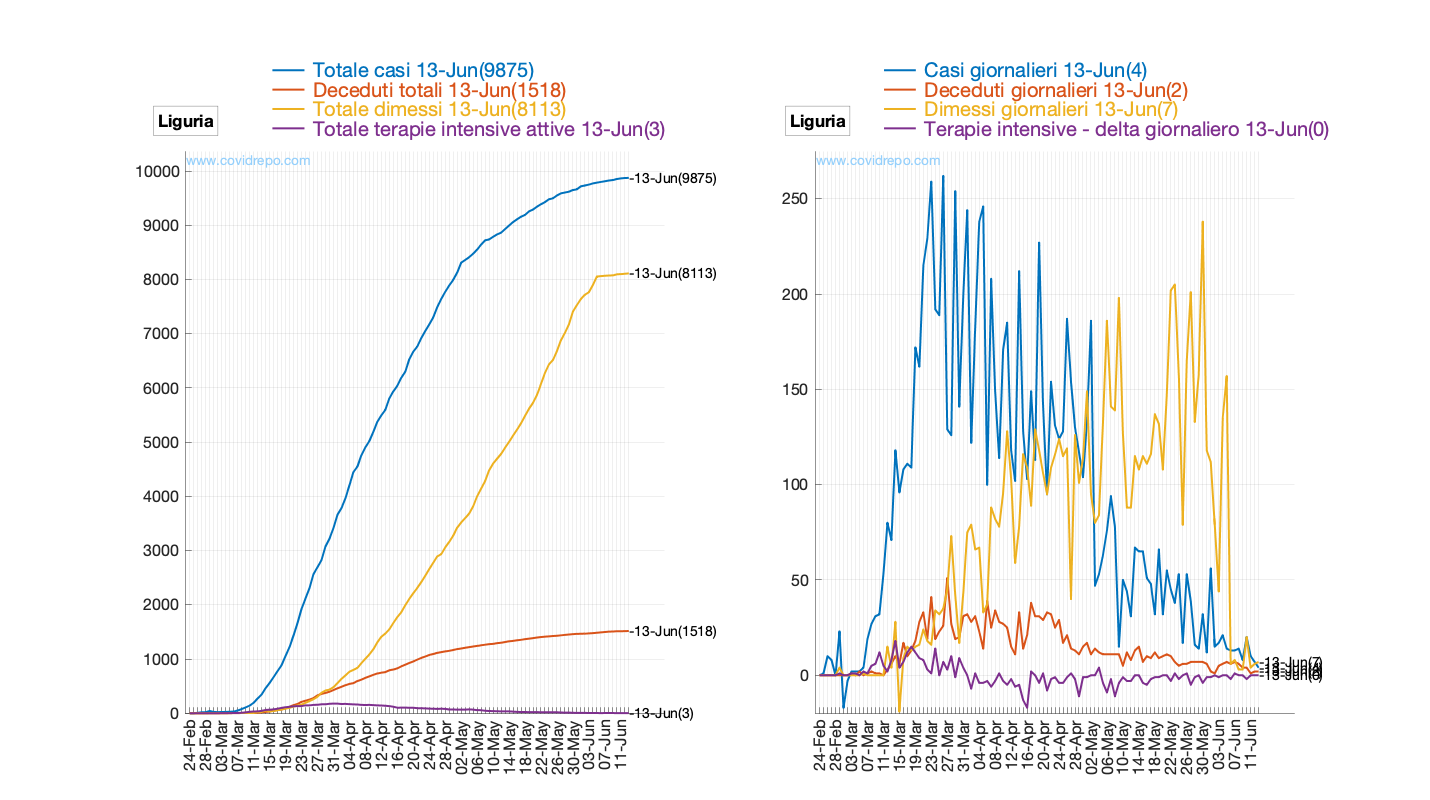 Totale casi 13-Jun(9875)
Deceduti totali 13-Jun(1518)
Totale dimessi 13-Jun(8113)
Totale terapie intensive attive 13-Jun(3)
Liguria
www.covidrepo.com
10000
9000
8000
7000
6000
5000
4000
3000
2000
1000
0
-13-Jun(9875)
-13-Jun(8113)
-13-Jun(1518)
-13-Jun(3)
24-Feb
28-Feb
03-Mar
07-Mar
11-Mar
15-Mar
19-Mar
23-Mar
27-Mar
31-Mar
04-Apr
08-Apr
12-Apr
16-Apr
20-Apr
24-Apr
28-Apr
02-May
06-May
10-May
14-May
18-May
22-May
26-May
30-May
03-Jun
07-Jun
11-Jun
Casi giornalieri 13-Jun(4)
Deceduti giornalieri 13-Jun(2)
Dimessi giornalieri 13-Jun(7)
Terapie intensive - delta giornaliero 13-Jun(0)
Liguria
www.covidrepo.com
250
200
150
100
50
0
-13-Jun(7)
24-Feb
28-Feb
03-Mar
07-Mar
11-Mar
15-Mar
19-Mar
23-Mar
27-Mar
31-Mar
04-Apr
08-Apr
12-Apr
16-Apr
20-Apr
24-Apr
28-Apr
02-May
06-May
10-May
14-May
18-May
22-May
26-May
30-May
03-Jun
07-Jun
11-Jun